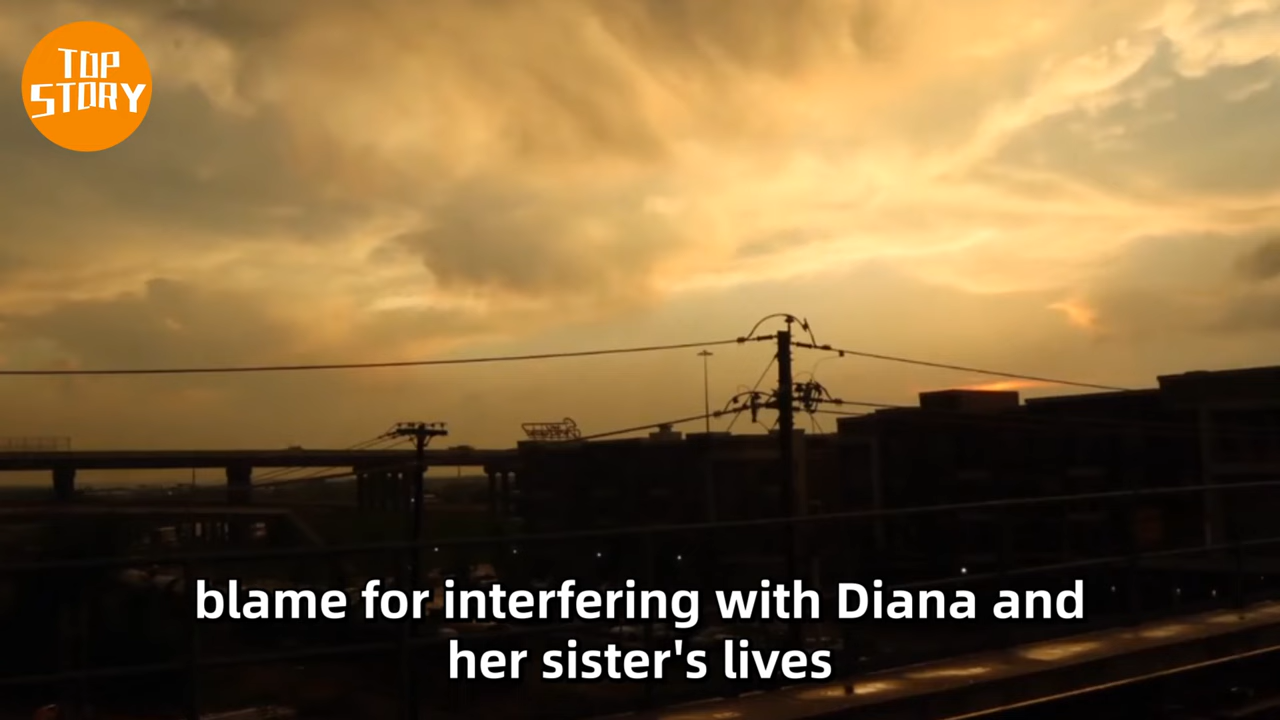 TOP
STORY
blame for interfering with Diana and
her sister's lives